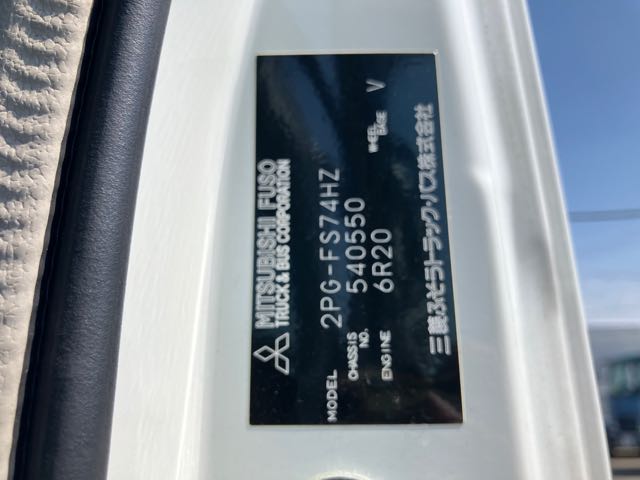 MITSUBISHI FUSO
TRUCK & BUS CORPORATION
MODEL 2PG-FS74HZ
CHASSIS NO. 540550
ENGINE 6R20 WHEEL BASE V
三菱ふそうトラック・バス株式会社